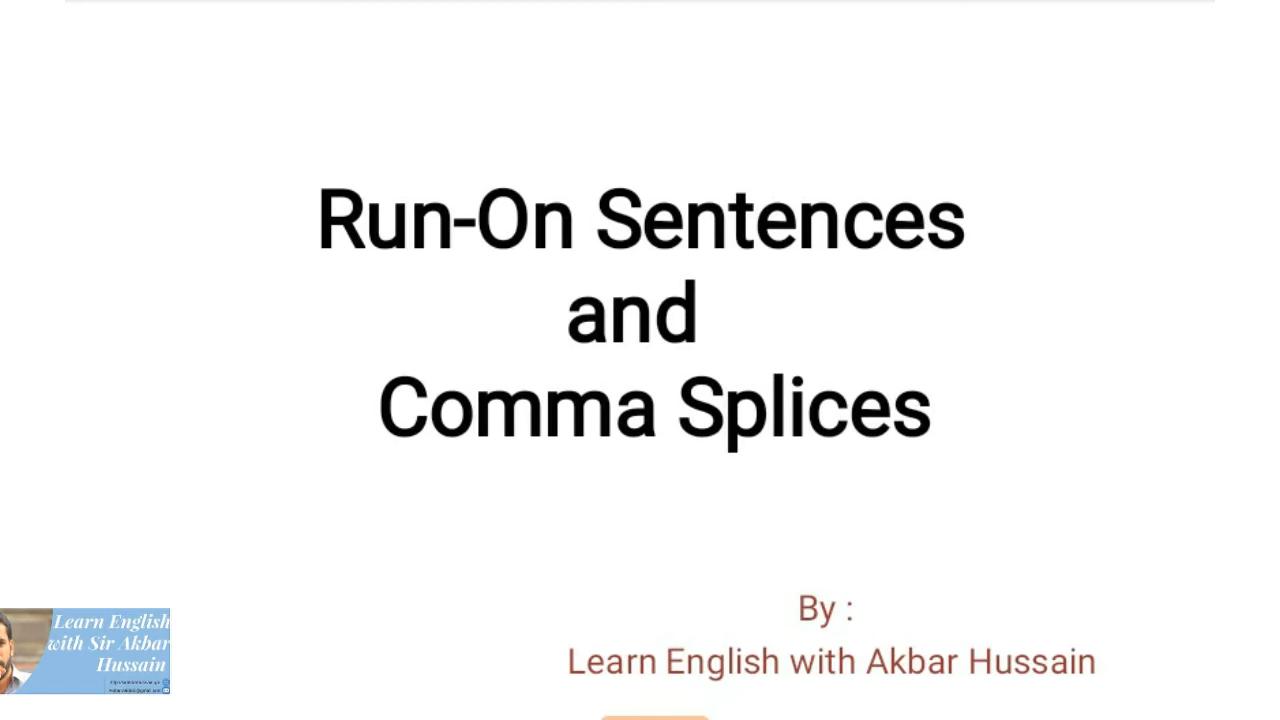 Run-On Sentences
and
Comma Splices
By :
Learn English with Akbar Hussain
Learn English
with Sir Akbar
Hussain